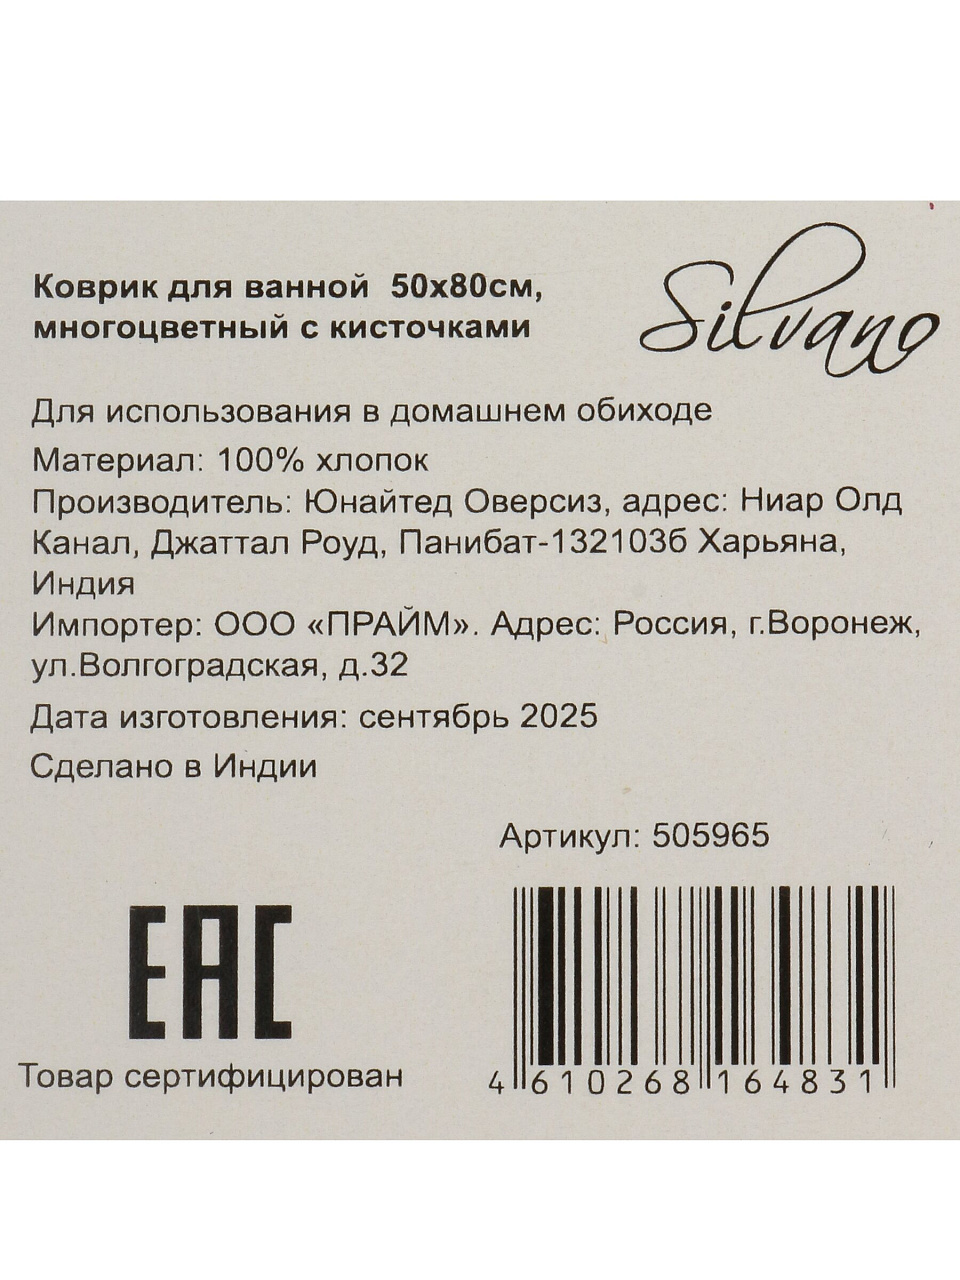 Silvano
Коврик для ванной 50х80см,
многоцветный с кисточками
Для использования в домашнем обиходе
Материал: 100% хлопок
Производитель: Юнайтед Оверсиз, адрес: Ниар Олд
Канал, Джаттал Роуд, Панибат-132103б Харьяна,
Индия
Импортер: ООО «ПРАЙМ». Адрес: Россия, г.Воронеж,
ул.Волгоградская, д.32
Дата изготовления: сентябрь 2025
Сделано в Индии
Артикул: 505965
EAC
Товар сертифицирован
4 610268 164831